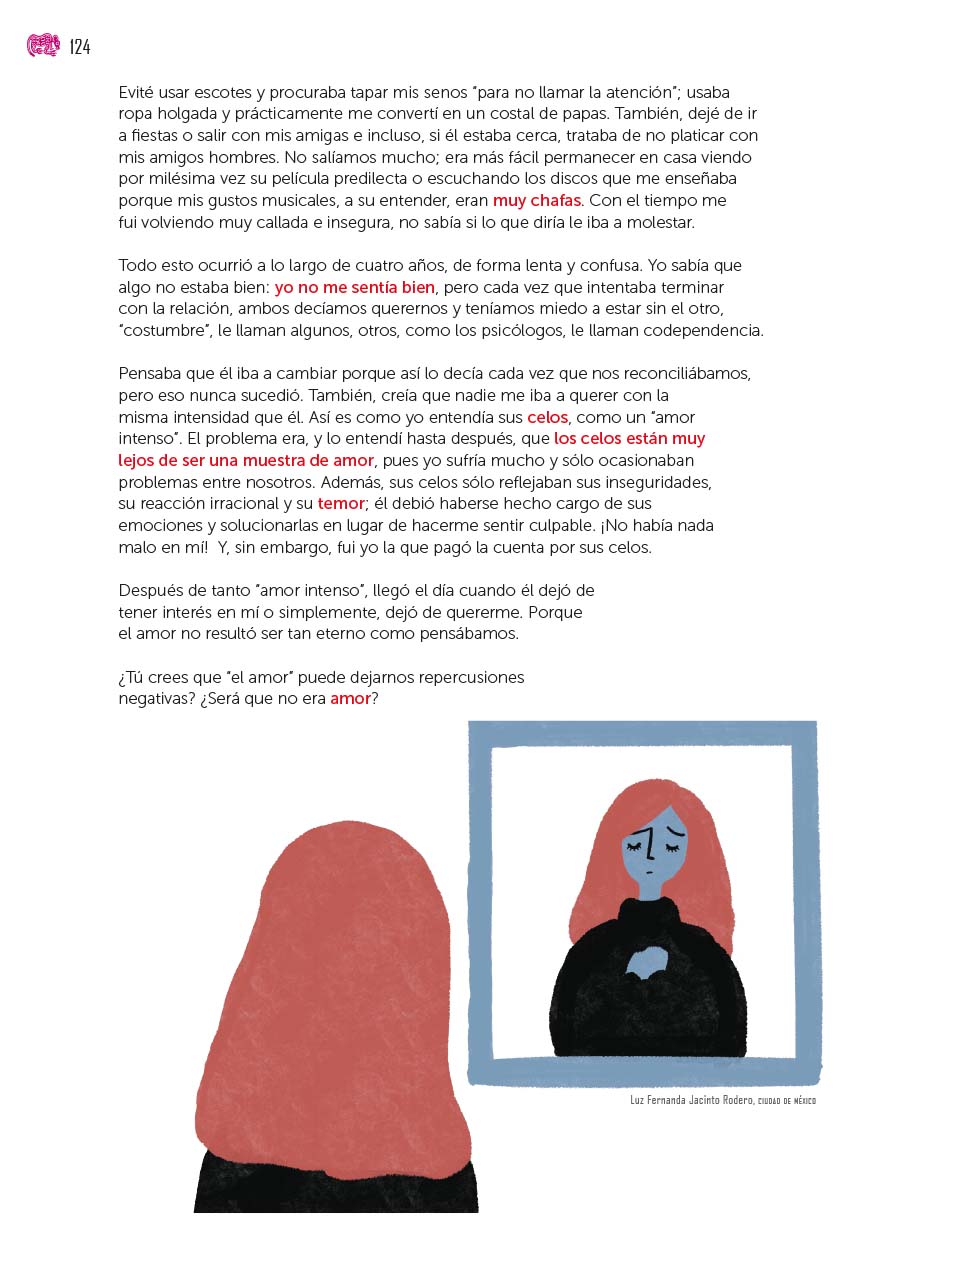 124
Evité usar escotes y procuraba tapar mis senos “para no llamar la atención”; usaba
ropa holgada y prácticamente me convertí en un costal de papas. También, dejé de ir
a fiestas o salir con mis amigas e incluso, si él estaba cerca, trataba de no platicar con
mis amigos hombres. No salíamos mucho; era más fácil permanecer en casa viendo
por milésima vez su película predilecta o escuchando los discos que me enseñaba
porque mis gustos musicales, a su entender, eran muy chafas. Con el tiempo me
fui volviendo muy callada e insegura, no sabía si lo que diría le iba a molestar.
Todo esto ocurrió a lo largo de cuatro años, de forma lenta y confusa. Yo sabía que
algo no estaba bien: yo no me sentía bien, pero cada vez que intentaba terminar
con la relación, ambos decíamos querernos y teníamos miedo a estar sin el otro,
“costumbre”, le llaman algunos, otros, como los psicólogos, le llaman codependencia.
Pensaba que él iba a cambiar porque así lo decía cada vez que nos reconciliábamos,
pero eso nunca sucedió. También, creía que nadie me iba a querer con la
misma intensidad que él. Así es como yo entendía sus celos, como un “amor
intenso”. El problema era, y lo entendí hasta después, que los celos están muy
lejos de ser una muestra de amor, pues yo sufría mucho y sólo ocasionaban
problemas entre nosotros. Además, sus celos sólo reflejaban sus inseguridades,
su reacción irracional y su temor; él debió haberse hecho cargo de sus
emociones y solucionarlas en lugar de hacerme sentir culpable. ¡No había nada
malo en mí!  Y, sin embargo, fui yo la que pagó la cuenta por sus celos.
Después de tanto “amor intenso”, llegó el día cuando él dejó de
tener interés en mí o simplemente, dejó de quererme. Porque
el amor no resultó ser tan eterno como pensábamos.
¿Tú crees que “el amor” puede dejarnos repercusiones
negativas? ¿Será que no era amor?
Luz Fernanda Jacinto Rodero, CIUDAD DE MÉXICO